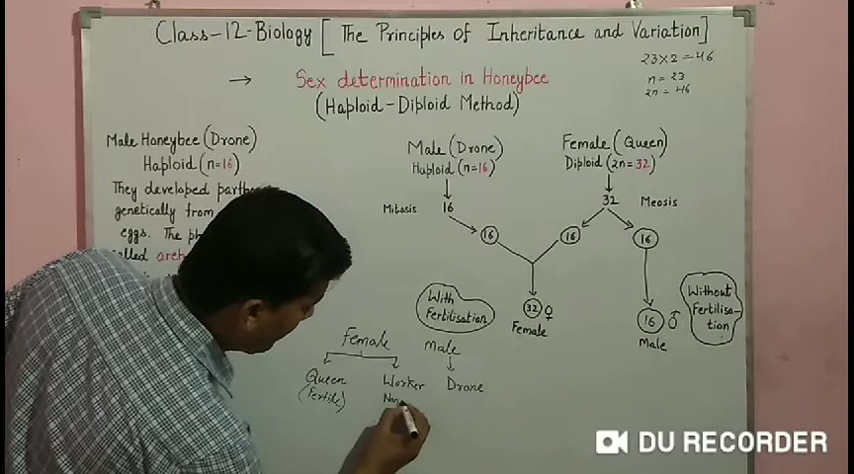 Class-12-Biology [The Principles of Inheritance and Variation]
23×2=46
n = 23
2n = 46
→ Sex determination in Honeybee
(Haploid-Diploid Method)
Male Honeybee (Drone)
Haploid (n=16)
They developed
genetically from
eggs. The
Male (Drone)
Haploid (n=16)
Mitosis 16
16
Female (Queen)
Diploid (2n=32)
32 Meosis
16 16
With
Fertilisation
32 ♀
Female
16 ♂
Male
Without
Fertilisa-
tion
Female
Queen
(Fertile)
Worker
Non
Male
Drone
DU RECORDER